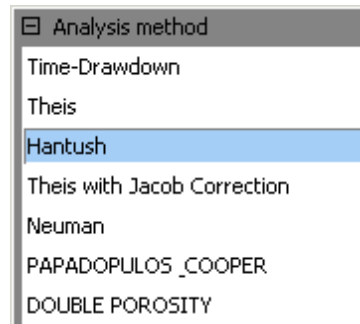 Analysis method
Time-Drawdown
Theis
Hantush
Theis with Jacob Correction
Neuman
PAPADOPULOS _COOPER
DOUBLE POROSITY